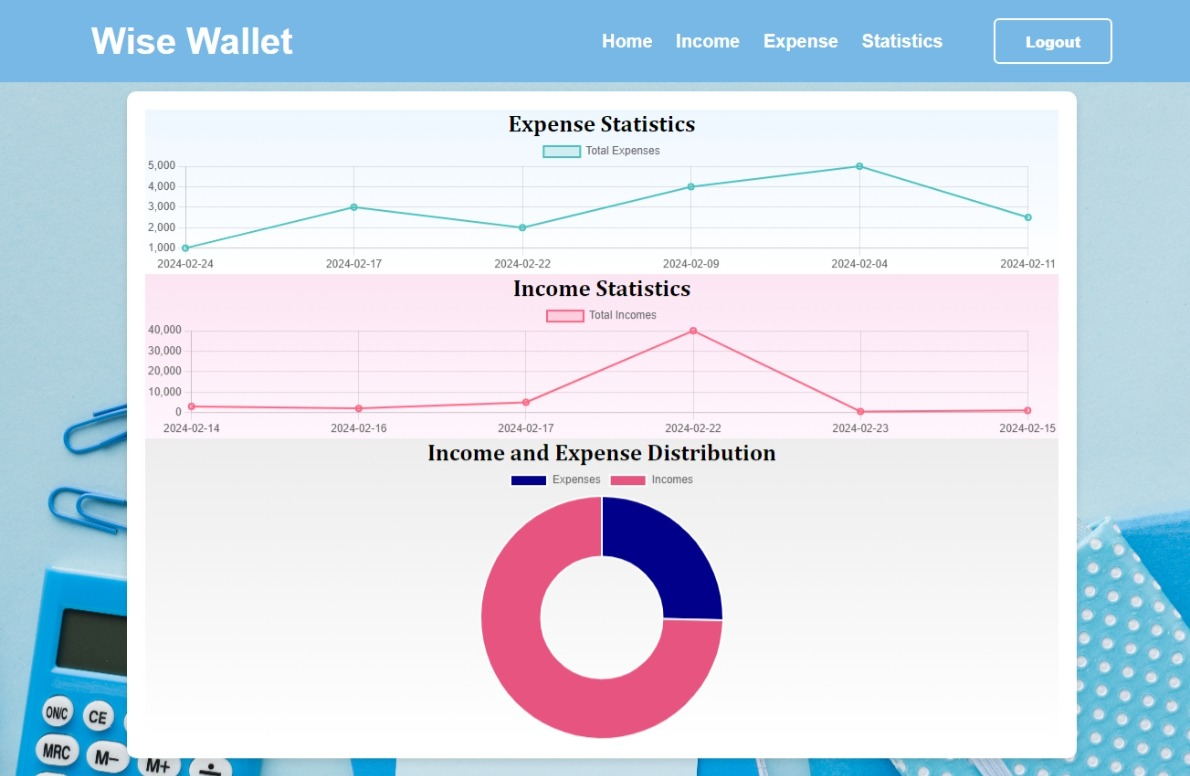 Wise Wallet
Home Income Expense Statistics Logout
Expense Statistics
Total Expenses
5,000
4,000
3,000
2,000
1,000
2024-02-24 2024-02-17 2024-02-22 2024-02-09 2024-02-04 2024-02-11
Income Statistics
Total Incomes
40,000
30,000
20,000
10,000
0
2024-02-14 2024-02-16 2024-02-17 2024-02-22 2024-02-23 2024-02-15
Income and Expense Distribution
Expenses Incomes
ON/C CE
MRC M− M+ ÷